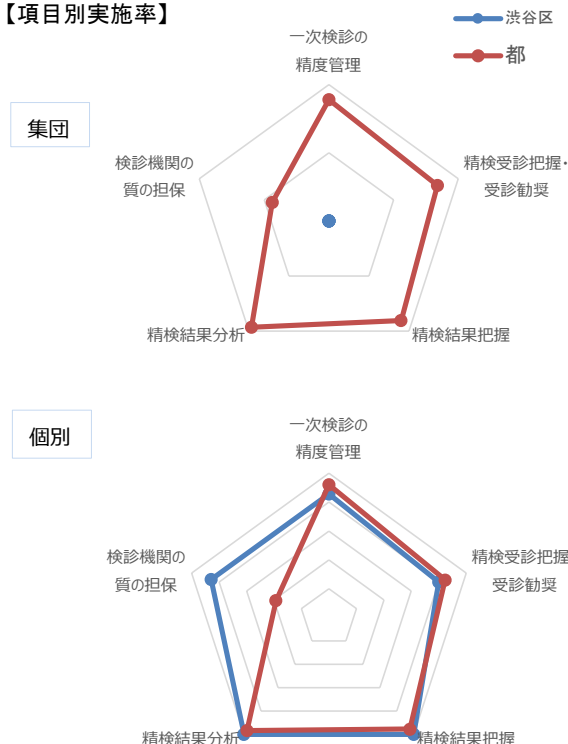 【項目別実施率】
渋谷区
都
集団
一次検診の
精度管理
精検受診把握・
受診勧奨
精検結果把握
精検結果分析
検診機関の
質の担保
個別
一次検診の
精度管理
精検受診把握
受診勧奨
精検結果把握
精検結果分析
検診機関の
質の担保